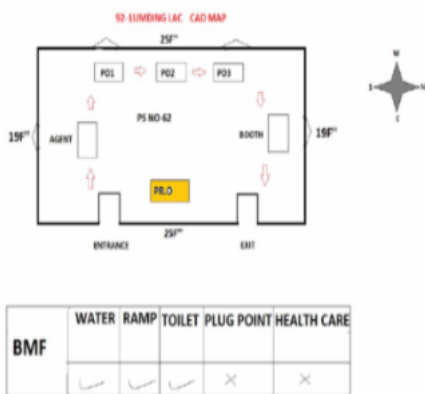 92- LUMDING LAC CAD MAP
25F"
PO1 PO2 PO3
W
S N
E
PS NO-62
19F" AGENT BOOTH 19F"
PR.O
25F"
ENTRANCE EXIT
BMF WATER RAMP TOILET PLUG POINT HEALTH CARE